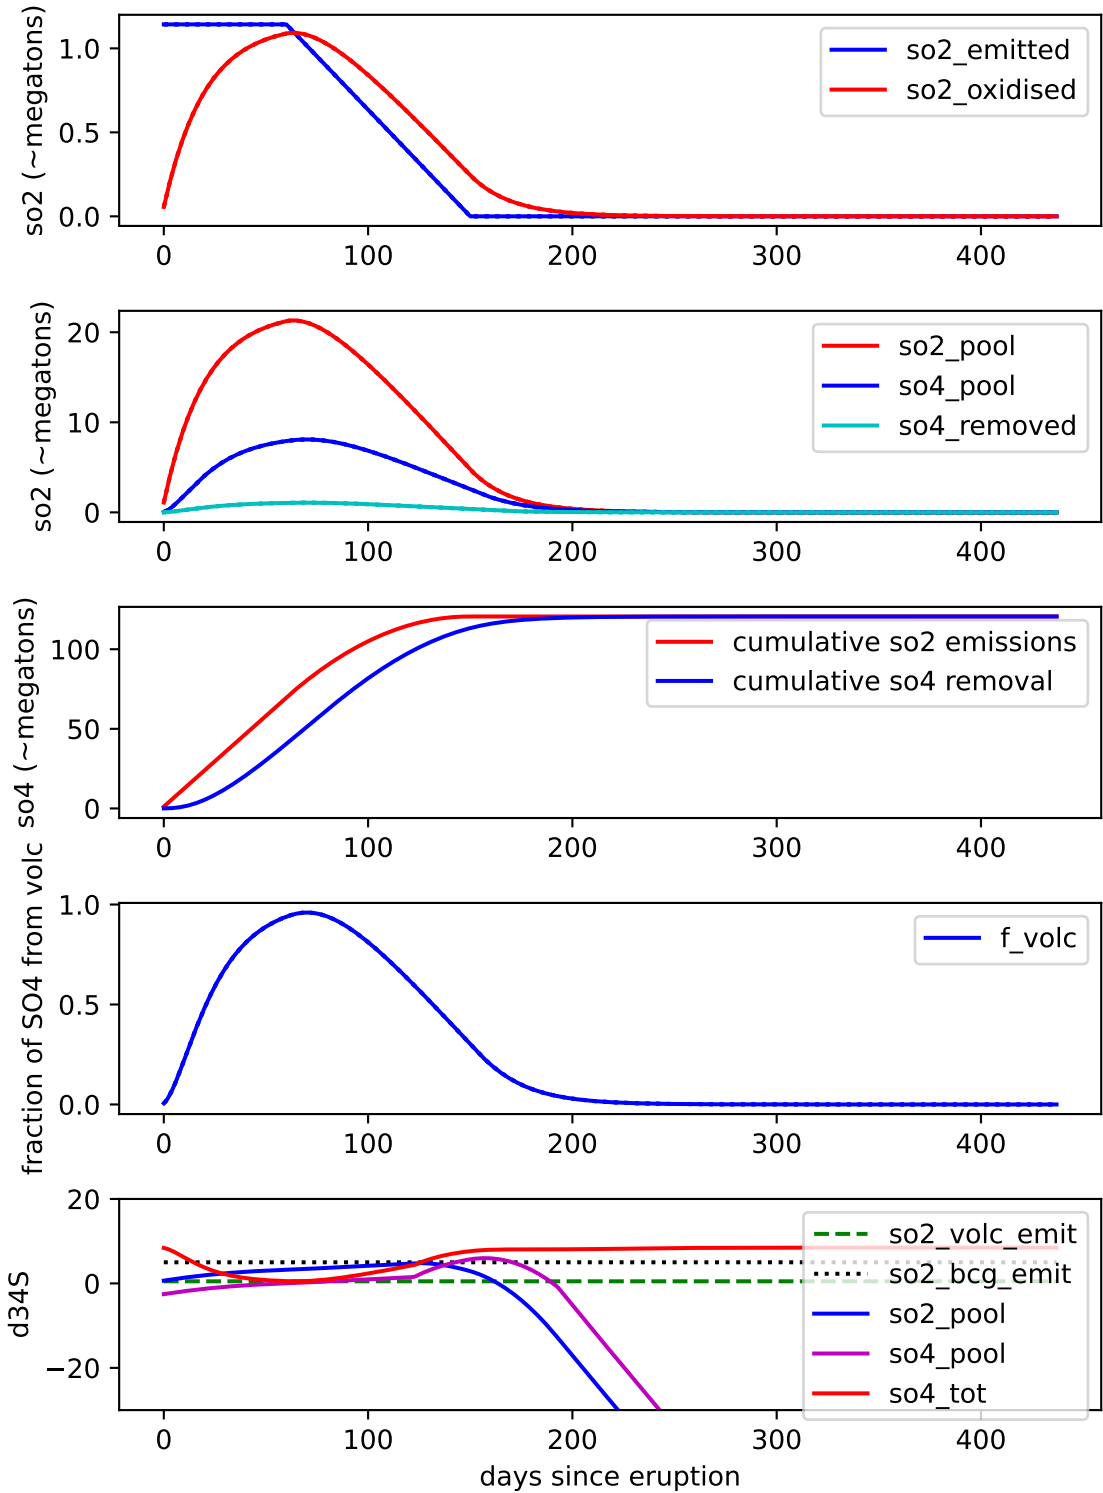 so2 (~megatons)
1.0
0.5
0.0
so2_emitted
so2_oxidised
0 100 200 300 400
so2 (~megatons)
20
10
0
so2_pool
so4_pool
so4_removed
0 100 200 300 400
so4 (~megatons)
100
50
0
cumulative so2 emissions
cumulative so4 removal
0 100 200 300 400
fraction of SO4 from volc
1.0
0.5
0.0
f_volc
0 100 200 300 400
d34S
20
0
−20
so2_volc_emit
so2_bcg_emit
so2_pool
so4_pool
so4_tot
0 100 200 300 400
days since eruption